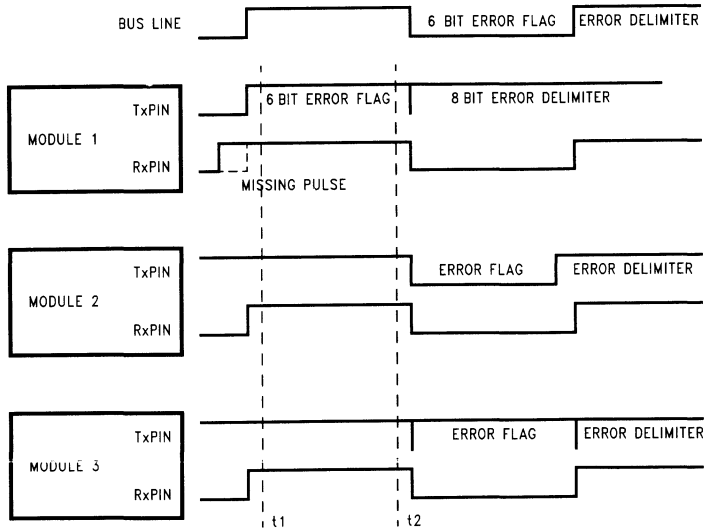 BUS LINE
6 BIT ERROR FLAG
ERROR DELIMITER
MODULE 1
TxPIN
6 BIT ERROR FLAG
8 BIT ERROR DELIMITER
RxPIN
MISSING PULSE
MODULE 2
TxPIN
ERROR FLAG
ERROR DELIMITER
RxPIN
MODULE 3
TxPIN
ERROR FLAG
ERROR DELIMITER
RxPIN
t1
t2